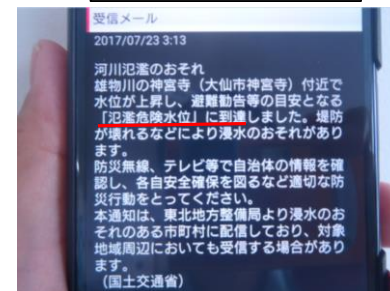 受信メール
2017/07/23 3:13
河川氾濫のおそれ
雄物川の神宮寺（大仙市神宮寺）付近で
水位が上昇し、避難勧告等の目安となる
「氾濫危険水位」に到達しました。堤防
が壊れるなどにより浸水のおそれがあり
ます。
防災無線、テレビ等で自治体の情報を確
認し、各自安全確保を図るなど適切な防
災行動をとってください。
本通知は、東北地方整備局より浸水のお
それのある市町村に配信しており、対象
地域周辺においても受信する場合があり
ます。
（国土交通省）